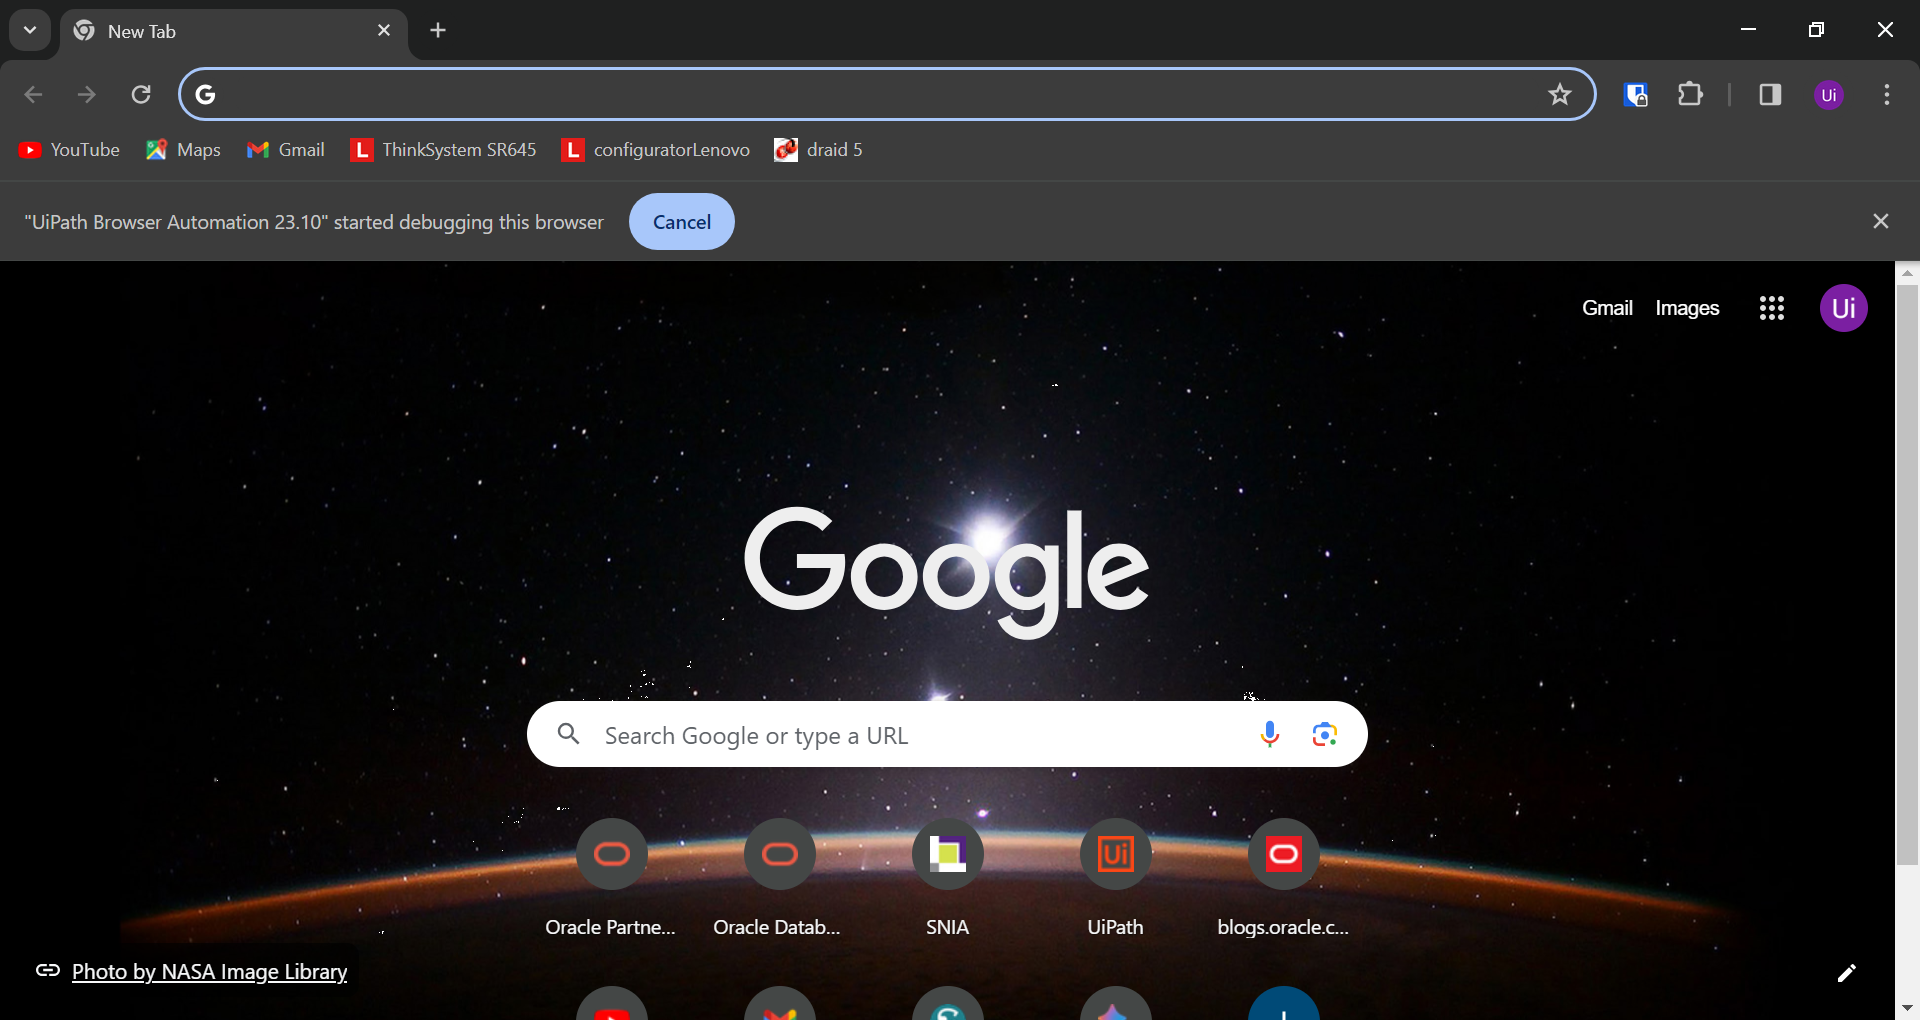 New Tab
YouTube Maps Gmail ThinkSystem SR645 configuratorLenovo draid 5
"UiPath Browser Automation 23.10" started debugging this browser Cancel
Gmail Images Ui
Google
Search Google or type a URL
Oracle Partne... Oracle Datab... SNIA UiPath blogs.oracle.c...
Photo by NASA Image Library